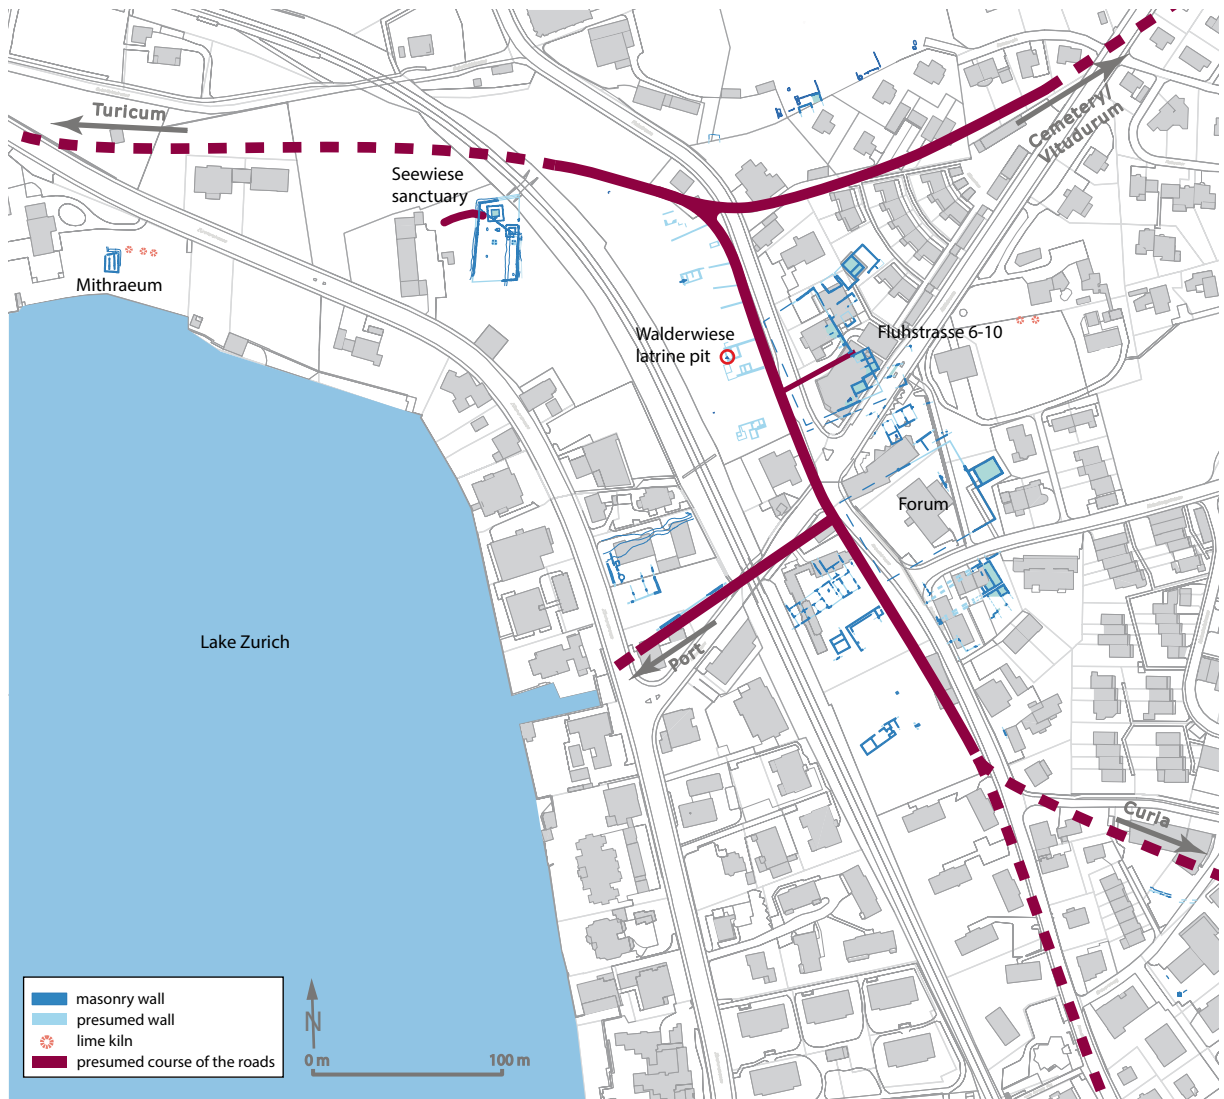 Turicum
Cemetery/
Vitudurum
Seewiese
sanctuary
Mithraeum
Walderwiese
latrine pit
Fluhstrasse 6-10
Forum
Lake Zurich
Port
Curia
masonry wall
presumed wall
lime kiln
presumed course of the roads
N
0 m
100 m